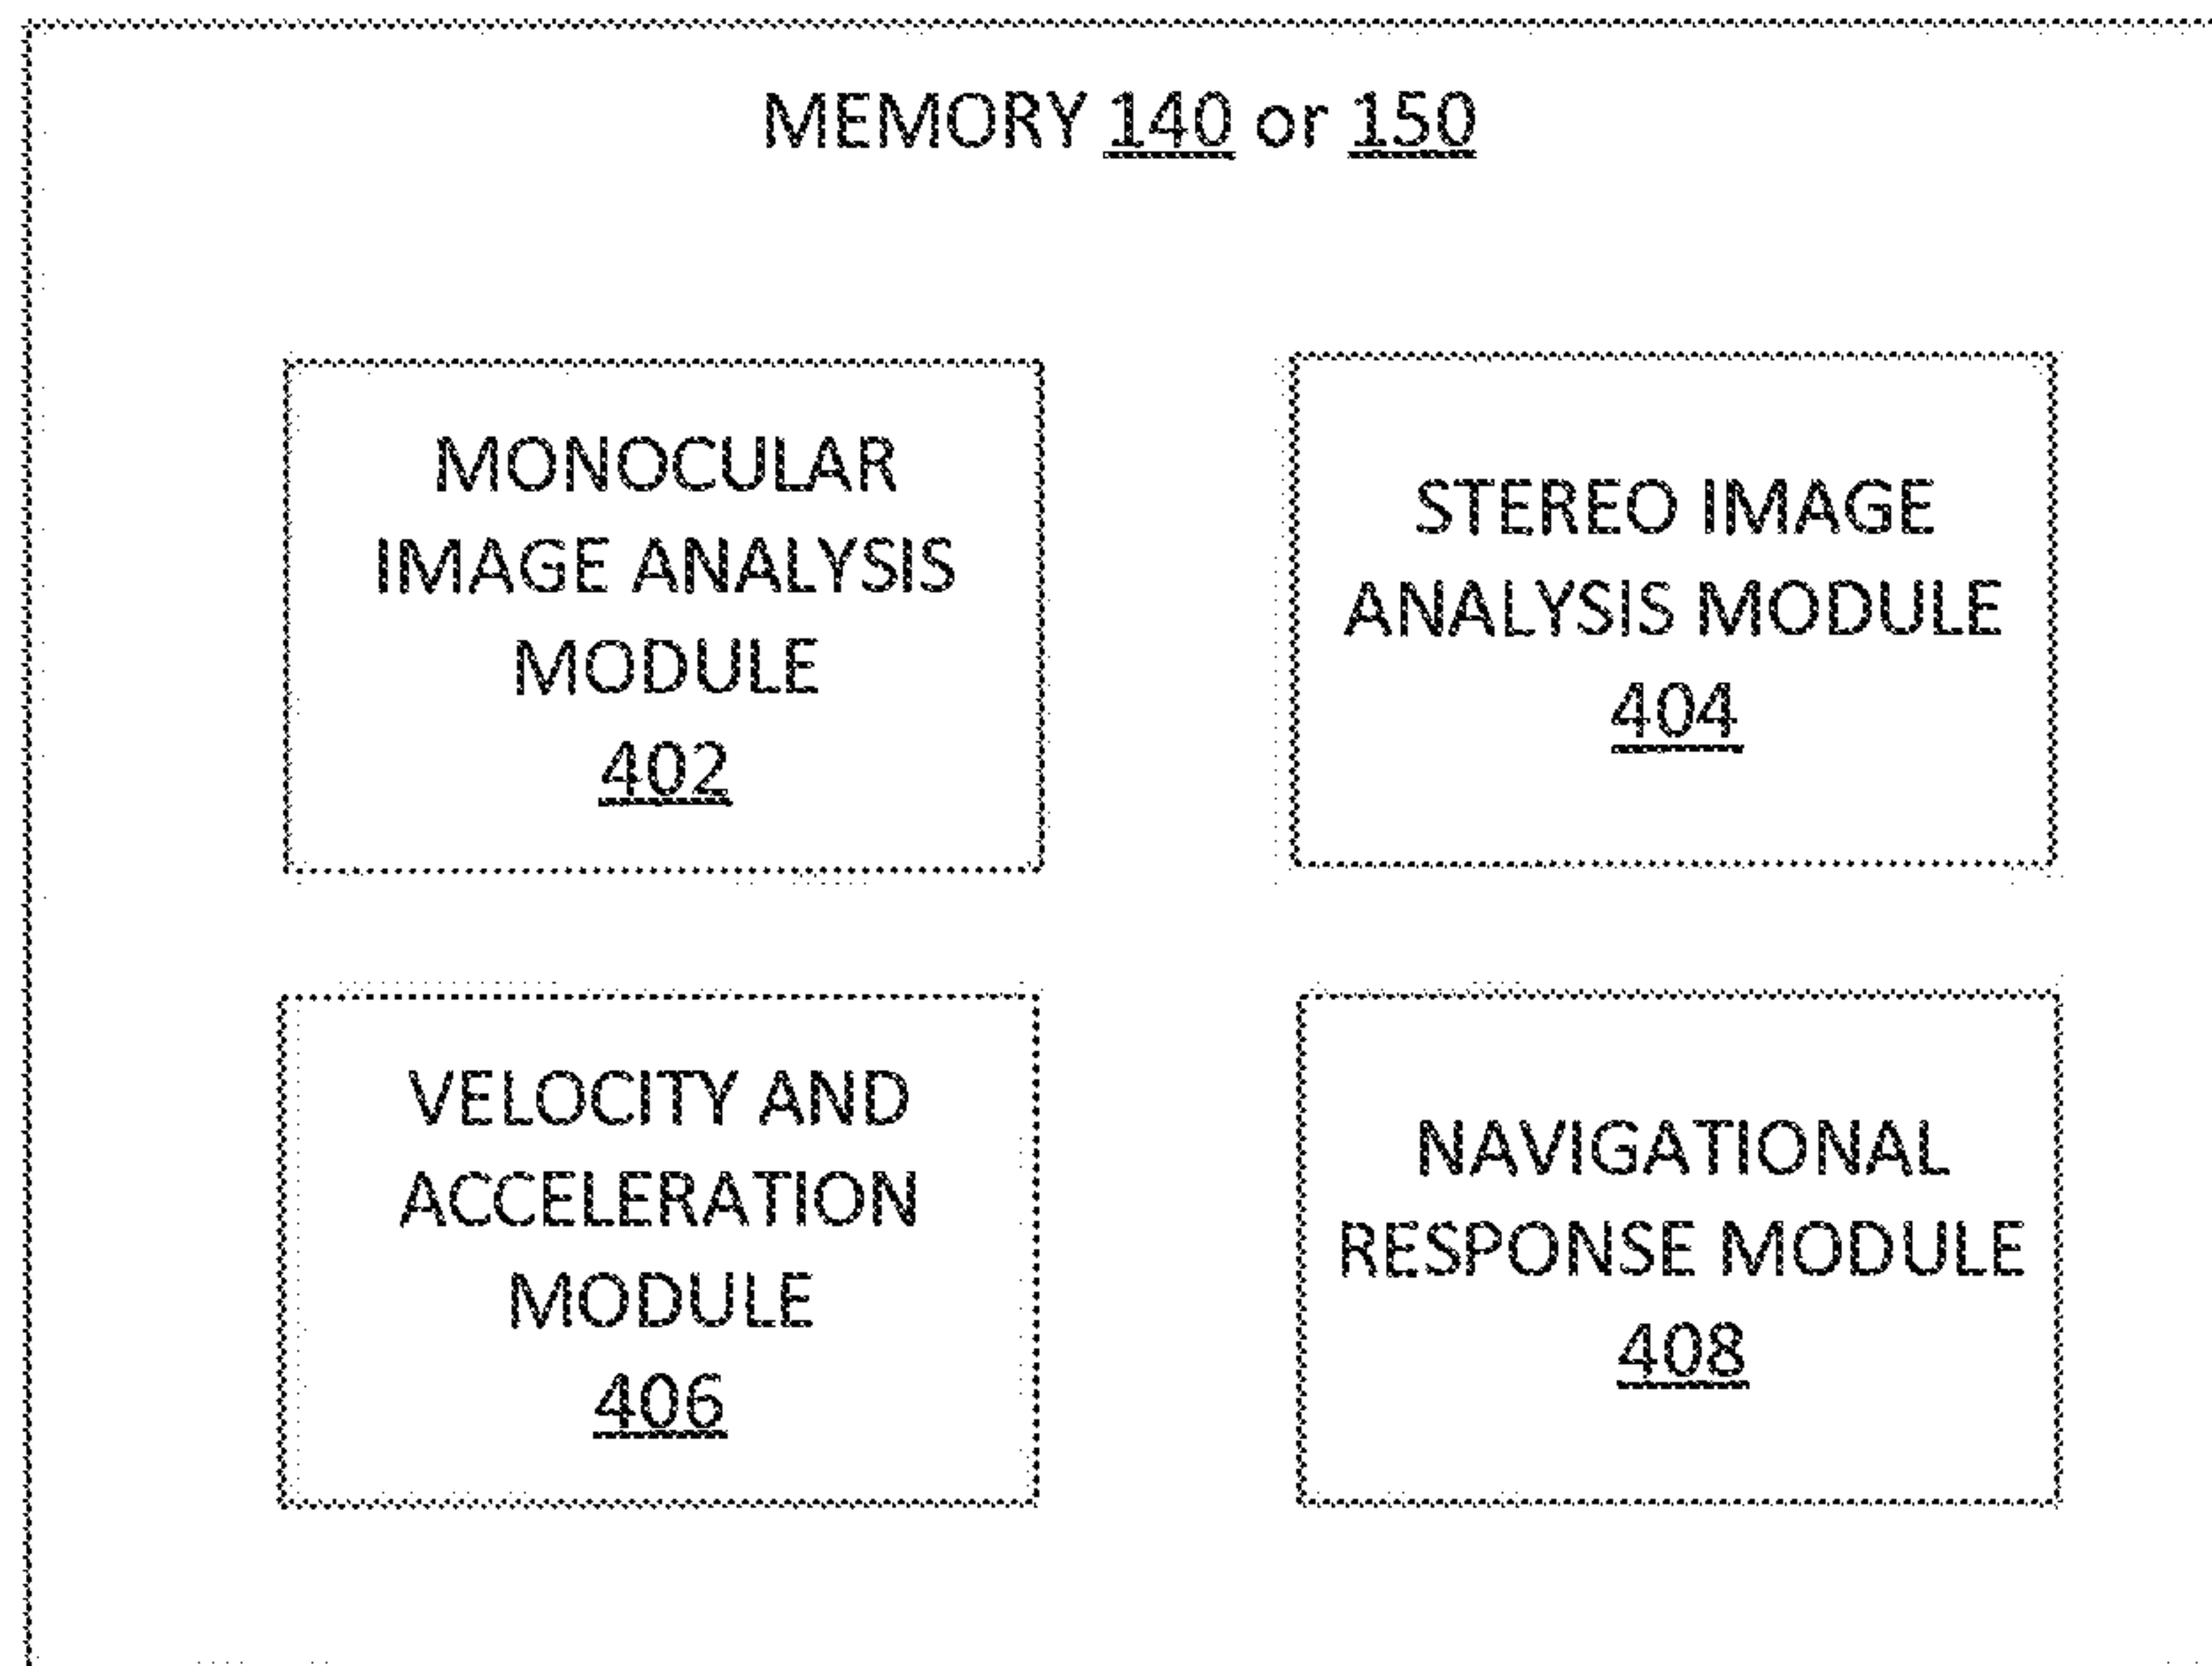 MEMORY 140 or 150
MONOCULAR
IMAGE ANALYSIS
MODULE
402
STEREO IMAGE
ANALYSIS MODULE
404
VELOCITY AND
ACCELERATION
MODULE
406
NAVIGATIONAL
RESPONSE MODULE
408